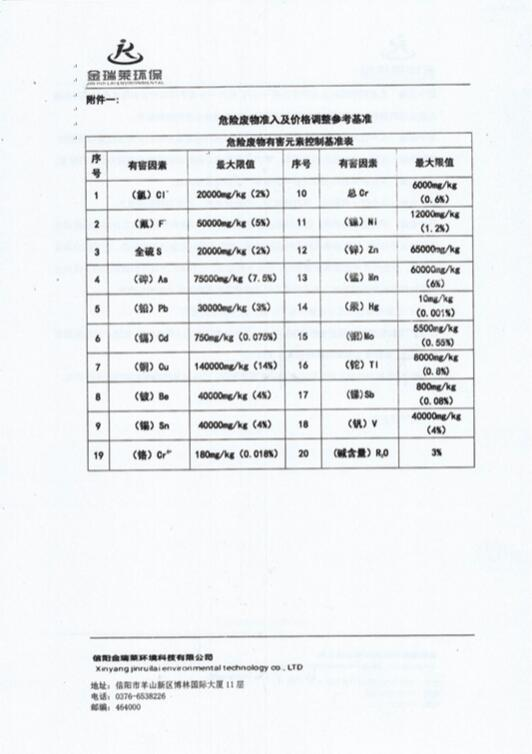 金瑞莱环保
附件一:
危险废物准入及价格调整参考基准
危险废物有害元素控制基准表
序号 有害因素 最大限值 序号 有害因素 最大限值
1 （氯）Cl⁻ 20000mg/kg（2%） 10 总Cr 6000mg/kg（0.6%）
2 （氟）F⁻ 50000mg/kg（5%） 11 （镍）Ni 12000mg/kg（1.2%）
3 全硫S 20000mg/kg（2%） 12 （锌）Zn 65000mg/kg
4 （砷）As 75000mg/kg（7.5%） 13 （锰）Mn 60000mg/kg（6%）
5 （铅）Pb 30000mg/kg（3%） 14 （汞）Hg 10mg/kg（0.001%）
6 （镉）Cd 750mg/kg（0.075%） 15 （钼）Mo 5500mg/kg（0.55%）
7 （铜）Cu 140000mg/kg（14%） 16 （铊）Tl 8000mg/kg（0.8%）
8 （铍）Be 40000mg/kg（4%） 17 （锑）Sb 800mg/kg（0.08%）
9 （锡）Sn 40000mg/kg（4%） 18 （钒）V 40000mg/kg（4%）
19 （铬）Cr⁶⁺ 180mg/kg（0.018%） 20 （碱含量）R₂O 3%
信阳金瑞莱环境科技有限公司
Xinyang jinruilai environmental technology co., LTD
地址：信阳市羊山新区博林国际大厦11层
电话：0376-6538226
邮编：464000